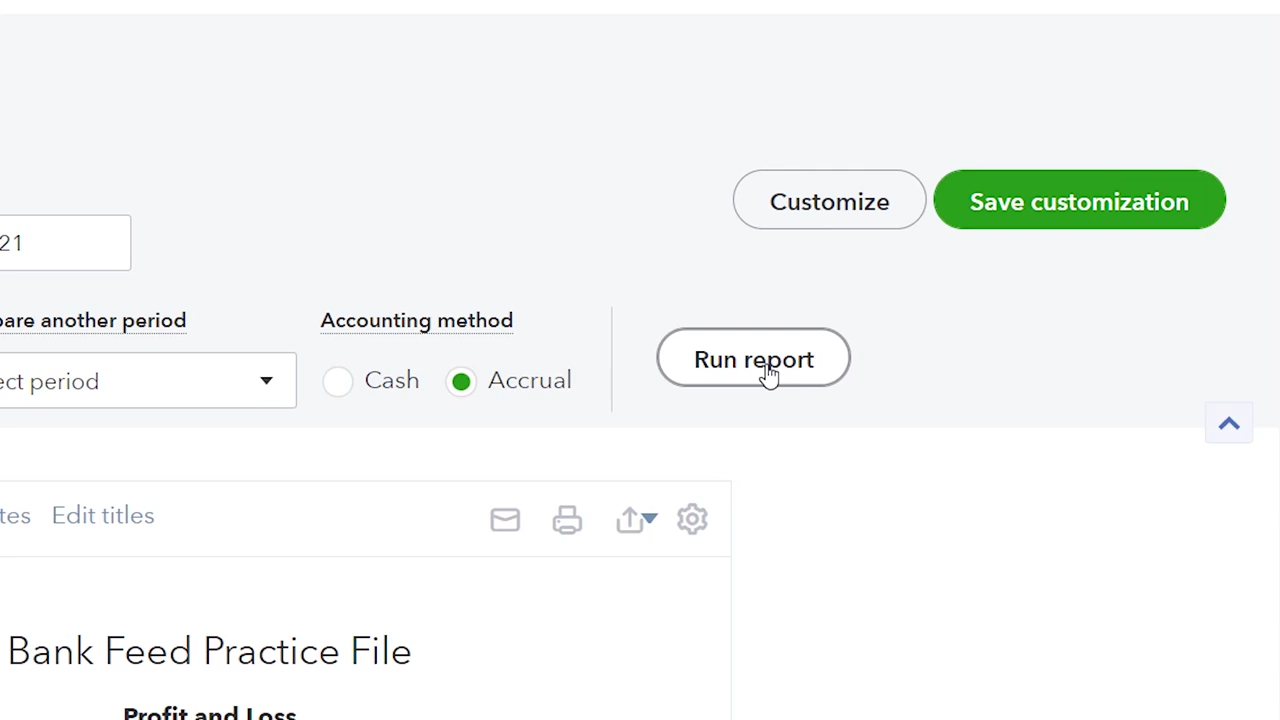 Customize
Save customization
21
pare another period
Accounting method
ect period
Cash
Accrual
Run report
tes
Edit titles
Bank Feed Practice File
Profit and Loss